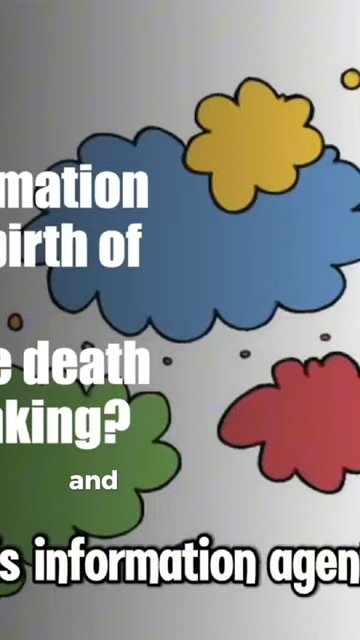 rmation
birth of
e death
aking?
and
s information agen